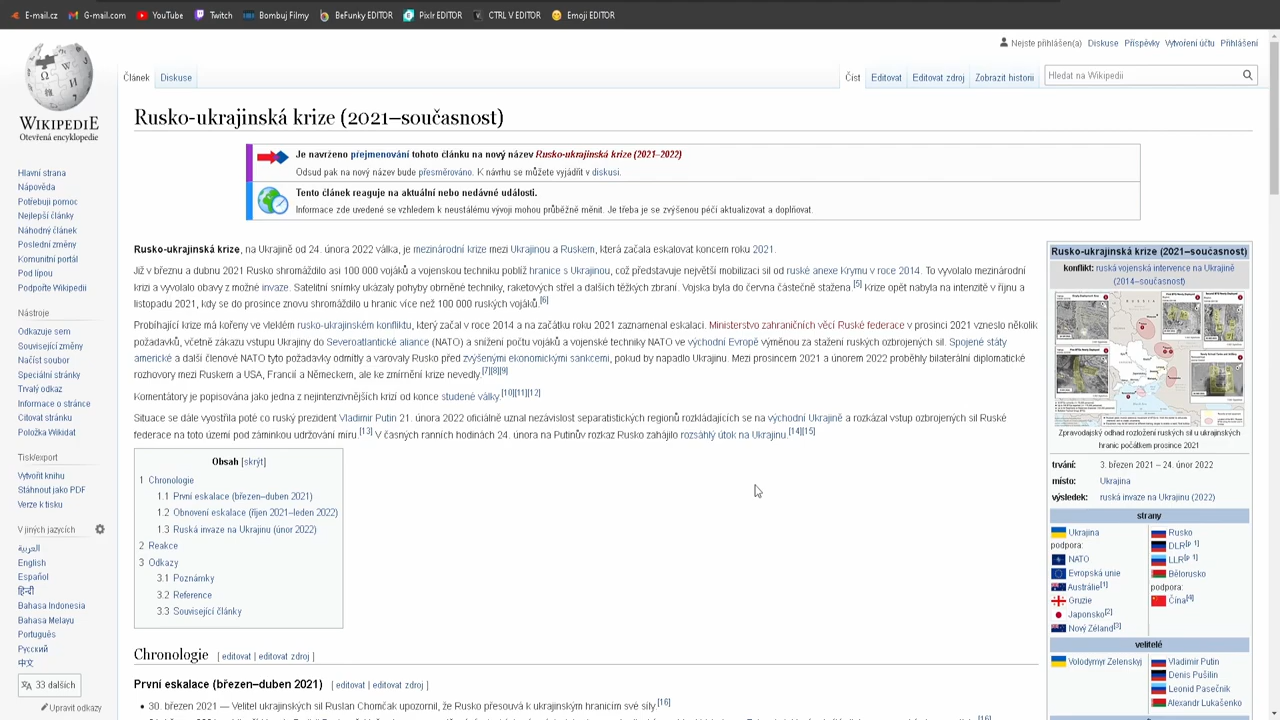 E-mail.cz G-mail.com YouTube Twitch Bombuj Filmy BeFunky EDITOR Pixlr EDITOR CTRL V EDITOR Emoji EDITOR
Nejste přihlášen(a) Diskuse Příspěvky Vytvoření účtu Přihlášení
Článek Diskuse Číst Editovat Editovat zdroj Zobrazit historii Hledat na Wikipedii
WIKIPEDIE
Otevřená encyklopedie
Hlavní strana
Nápověda
Potřebuji pomoc
Nejlepší články
Náhodný článek
Poslední změny
Komunitní portál
Pod lípou
Podpořte Wikipedii
Nástroje
Odkazuje sem
Související změny
Načíst soubor
Speciální stránky
Trvalý odkaz
Informace o stránce
Citovat stránku
Položka Wikidat
Tisk/export
Vytvořit knihu
Stáhnout jako PDF
Verze k tisku
V jiných jazycích
العربية
English
Español
हिन्दी
Bahasa Indonesia
Bahasa Melayu
Português
Русский
中文
33 dalších
Upravit odkazy
Rusko-ukrajinská krize (2021–současnost)
Je navrženo přejmenování tohoto článku na nový název Rusko-ukrajinská krize (2021–2022)
Odsud pak na nový název bude přesměrováno. K návrhu se můžete vyjádřit v diskusi.
Tento článek reaguje na aktuální nebo nedávné události.
Informace zde uvedené se vzhledem k neustálému vývoji mohou průběžně měnit. Je třeba je se zvýšenou péčí aktualizovat a doplňovat.
Rusko-ukrajinská krize, na Ukrajině od 24. února 2022 válka, je mezinárodní krize mezi Ukrajinou a Ruskem, která začala eskalovat koncem roku 2021.
Již v březnu a dubnu 2021 Rusko shromáždilo asi 100 000 vojáků a vojenskou techniku poblíž hranice s Ukrajinou, což představuje největší mobilizaci sil od ruské anexe Krymu v roce 2014. To vyvolalo mezinárodní
krizi a vyvolalo obavy z možné invaze. Satelitní snímky ukázaly pohyby obrněné techniky, raketových střel a dalších těžkých zbraní. Vojska byla do června částečně stažena.[5] Krize opět nabyla na intenzitě v říjnu a
listopadu 2021, kdy se do prosince znovu shromáždilo u hranic více než 100 000 ruských vojáků.[6]
Probíhající krize má kořeny ve vleklém rusko-ukrajinském konfliktu, který začal v roce 2014 a na začátku roku 2021 zaznamenal eskalaci. Ministerstvo zahraničních věcí Ruské federace v prosinci 2021 vzneslo několik
požadavků, včetně zákazu vstupu Ukrajiny do Severoatlantické aliance (NATO) a snížení počtu vojáků a vojenské techniky NATO ve východní Evropě výměnou za stažení ruských ozbrojených sil. Spojené státy
americké a další členové NATO tyto požadavky odmítly a varovaly Rusko před zvýšenými ekonomickými sankcemi, pokud by napadlo Ukrajinu. Mezi prosincem 2021 a únorem 2022 proběhly bilaterální diplomatické
rozhovory mezi Ruskem a USA, Francií a Německem, ale ke zmírnění krize nevedly.[7][8][9]
Komentátory je popisována jako jedna z nejintenzivnějších krizí od konce studené války.[10][11][12]
Situace se dále vyostřila poté co ruský prezident Vladimir Putin 21. února 2022 oficiálně uznal nezávislost separatistických regionů rozkládajících se na východní Ukrajině a rozkázal vstup ozbrojených sil Ruské
federace na toto území pod záminkou udržování míru.[13] V časných ranních hodinách 24. února na Putinův rozkaz Rusko zahájilo rozsáhlý útok na Ukrajinu.[14][15]
Obsah [skrýt]
1 Chronologie
1.1 První eskalace (březen–duben 2021)
1.2 Obnovení eskalace (říjen 2021–leden 2022)
1.3 Ruská invaze na Ukrajinu (únor 2022)
2 Reakce
3 Odkazy
3.1 Poznámky
3.2 Reference
3.3 Související články
Chronologie [ editovat | editovat zdroj ]
První eskalace (březen–duben 2021) [ editovat | editovat zdroj ]
• 30. březen 2021 — Velitel ukrajinských sil Ruslan Chomčak upozornil, že Rusko přesouvá k ukrajinským hranicím své síly.[16]
Rusko-ukrajinská krize (2021–současnost)
konflikt: ruská vojenská intervence na Ukrajině
(2014–současnost)
Zpravodajský odhad rozložení ruských sil u ukrajinských
hranic počátkem prosince 2021
trvání: 3. březen 2021 – 24. únor 2022
místo: Ukrajina
výsledek: ruská invaze na Ukrajinu (2022)
strany
Ukrajina
podpora:
NATO
Evropská unie
Austrálie[1]
Gruzie
Japonsko[2]
Nový Zéland[3]
Rusko
DLR[p 1]
LLR[p 1]
Bělorusko
podpora:
Čína[4]
velitelé
Volodymyr Zelenskyj
Vladimir Putin
Denis Pušilin
Leonid Pasečnik
Alexandr Lukašenko